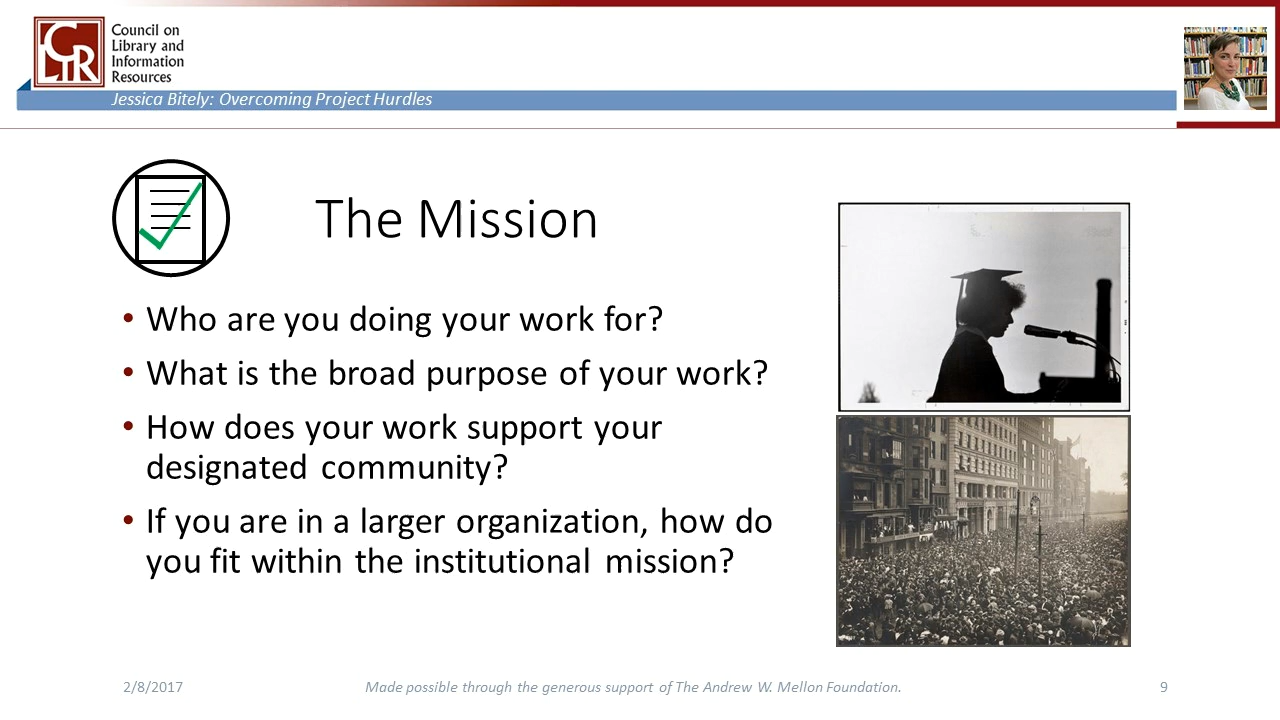 CLIR
Council on
Library and
Information
Resources
Jessica Bitely: Overcoming Project Hurdles
The Mission
• Who are you doing your work for?
• What is the broad purpose of your work?
• How does your work support your
designated community?
• If you are in a larger organization, how do
you fit within the institutional mission?
2/8/2017
Made possible through the generous support of The Andrew W. Mellon Foundation.
9